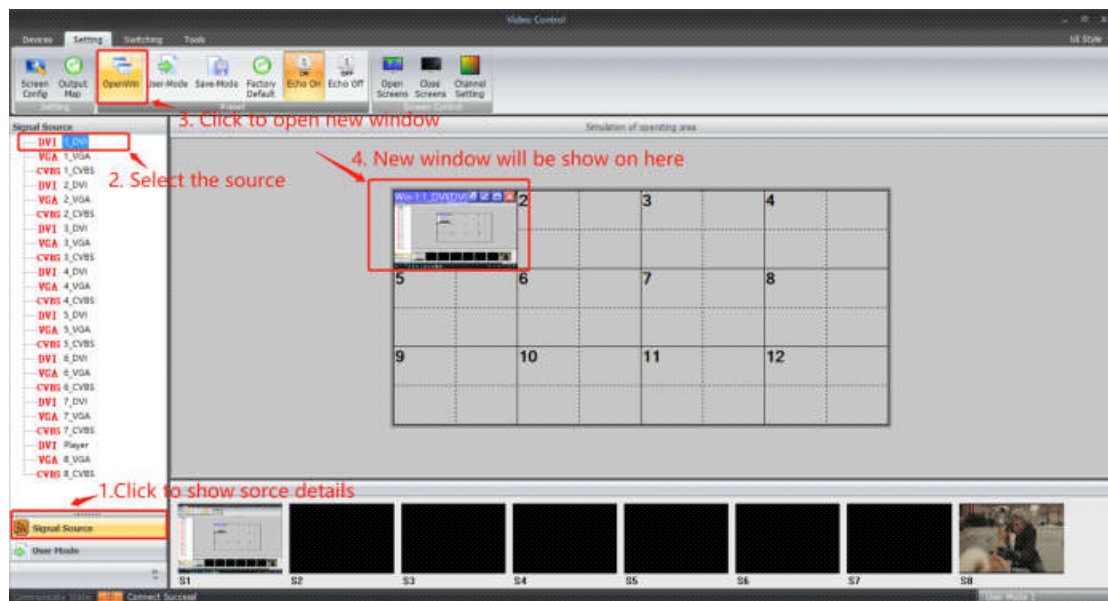 Video Control
Devices Setting Switching Tools UI Style
Screen Config Output Map OpenWin User-Mode Save-Mode Factory Default Echo On Echo Off Open Screens Close Screens Channel Setting
Setting Screen Control
3. Click to open new window
Signal Source Simulation of operating area
DVI 1_DVI
VGA 1_VGA
CVBS 1_CVBS
4. New window will be show on here
DVI 2_DVI
2. Select the source
VGA 2_VGA
CVBS 2_CVBS
DVI 3_DVI
VGA 3_VGA
CVBS 3_CVBS
DVI 4_DVI
VGA 4_VGA
CVBS 4_CVBS
DVI 5_DVI
VGA 5_VGA
CVBS 5_CVBS
DVI 6_DVI
VGA 6_VGA
CVBS 6_CVBS
DVI 7_DVI
VGA 7_VGA
CVBS 7_CVBS
DVI Player
VGA 8_VGA
CVBS 8_CVBS
2 3 4
5 6 7 8
9 10 11 12
1.Click to show sorce details
Signal Source
User Mode
S1 S2 S3 S4 S5 S6 S7 S8
Connect Succeed